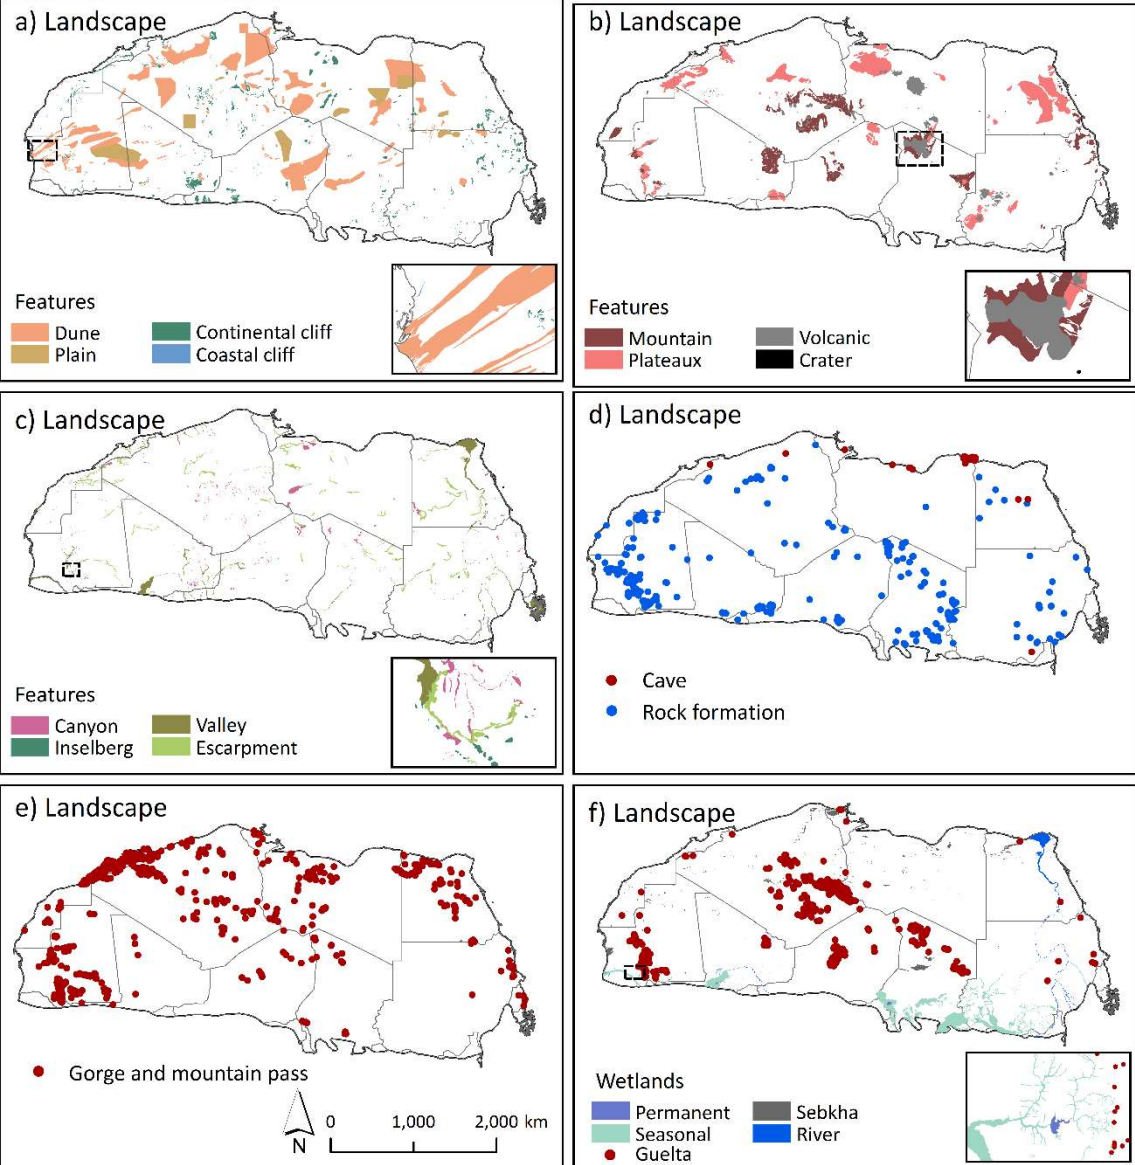 a) Landscape
Features
Dune
Continental cliff
Plain
Coastal cliff
b) Landscape
Features
Mountain
Volcanic
Plateaux
Crater
c) Landscape
Features
Canyon
Valley
Inselberg
Escarpment
d) Landscape
Cave
Rock formation
e) Landscape
Gorge and mountain pass
N
0 1,000 2,000 km
f) Landscape
Wetlands
Permanent
Sebkha
Seasonal
River
Guelta